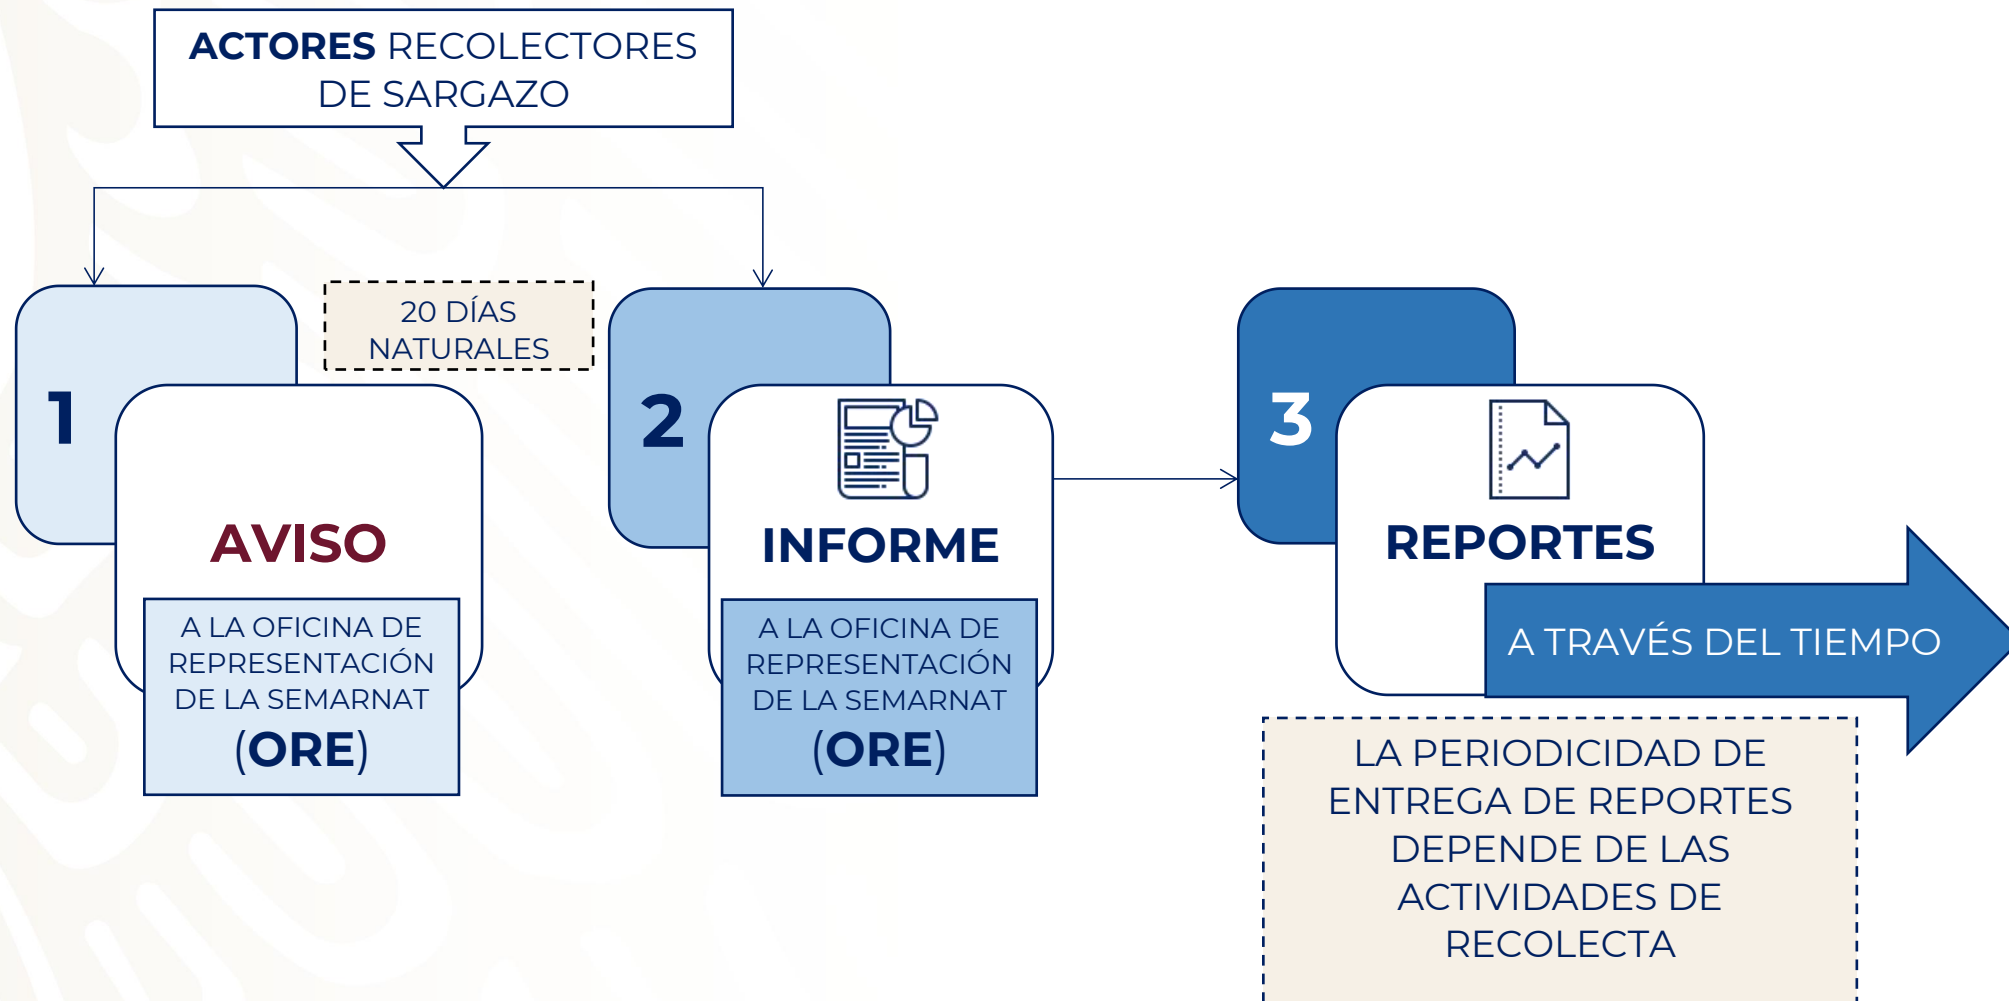 ACTORES RECOLECTORES
DE SARGAZO
1
AVISO
A LA OFICINA DE
REPRESENTACIÓN
DE LA SEMARNAT
(ORE)
20 DÍAS
NATURALES
2
INFORME
A LA OFICINA DE
REPRESENTACIÓN
DE LA SEMARNAT
(ORE)
3
REPORTES
A TRAVÉS DEL TIEMPO
LA PERIODICIDAD DE
ENTREGA DE REPORTES
DEPENDE DE LAS
ACTIVIDADES DE
RECOLECTA